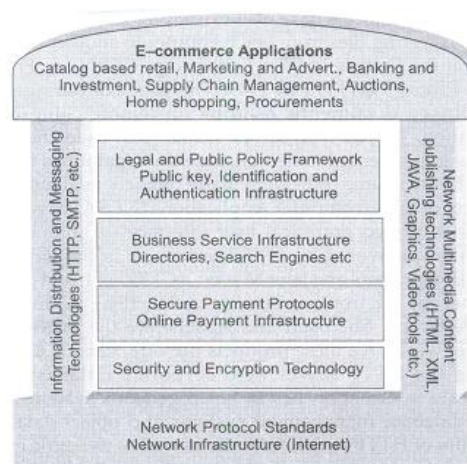 E–commerce Applications
Catalog based retail, Marketing and Advert., Banking and
Investment, Supply Chain Management, Auctions,
Home shopping, Procurements
Information Distribution and Messaging
Technologies (HTTP, SMTP, etc.)
Legal and Public Policy Framework
Public key, Identification and
Authentication Infrastructure
Business Service Infrastructure
Directories, Search Engines etc
Secure Payment Protocols
Online Payment Infrastructure
Security and Encryption Technology
Network Multimedia Content
publishing technologies (HTML, XML,
JAVA, Graphics, Video tools etc.)
Network Protocol Standards
Network Infrastructure (Internet)